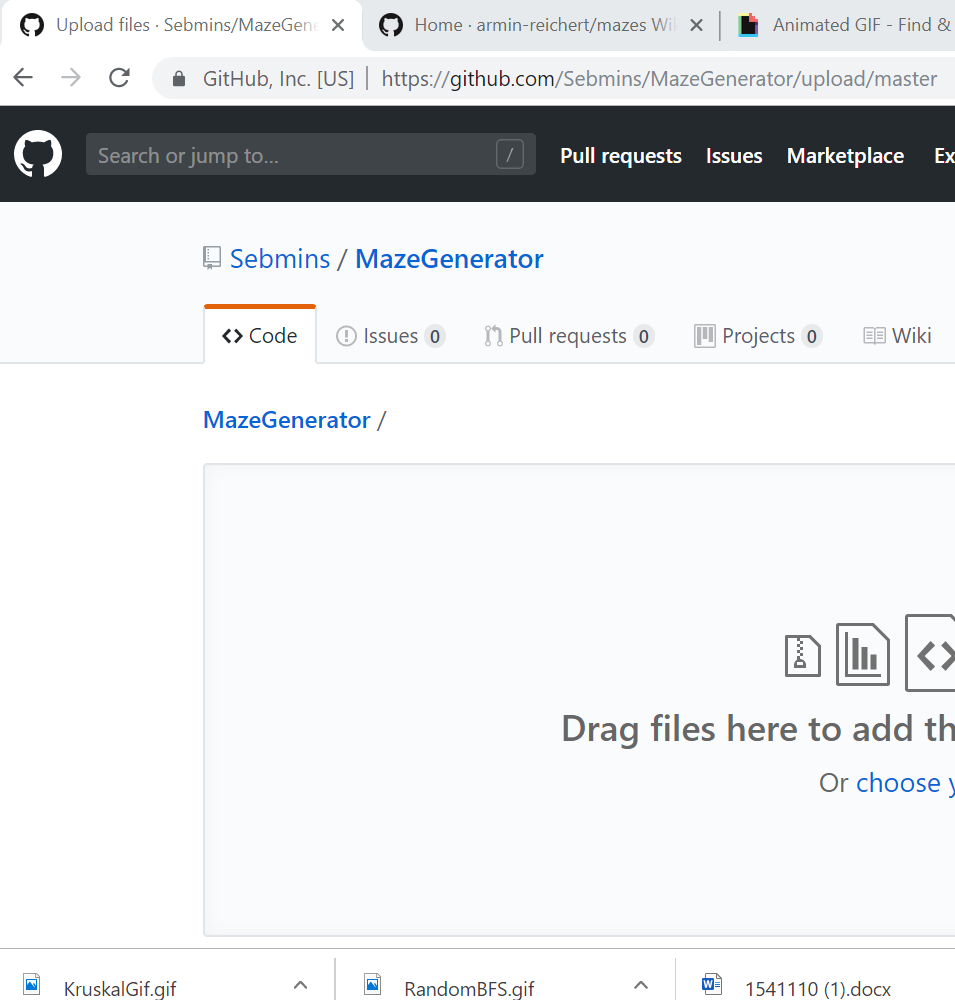 Upload files · Sebmins/MazeGene
Home · armin-reichert/mazes Wik
Animated GIF - Find &
GitHub, Inc. [US] | https://github.com/Sebmins/MazeGenerator/upload/master
Search or jump to... /
Pull requests Issues Marketplace Ex
Sebmins / MazeGenerator
Code Issues 0 Pull requests 0 Projects 0 Wiki
MazeGenerator /
Drag files here to add th
Or choose y
KruskalGif.gif RandomBFS.gif 1541110 (1).docx